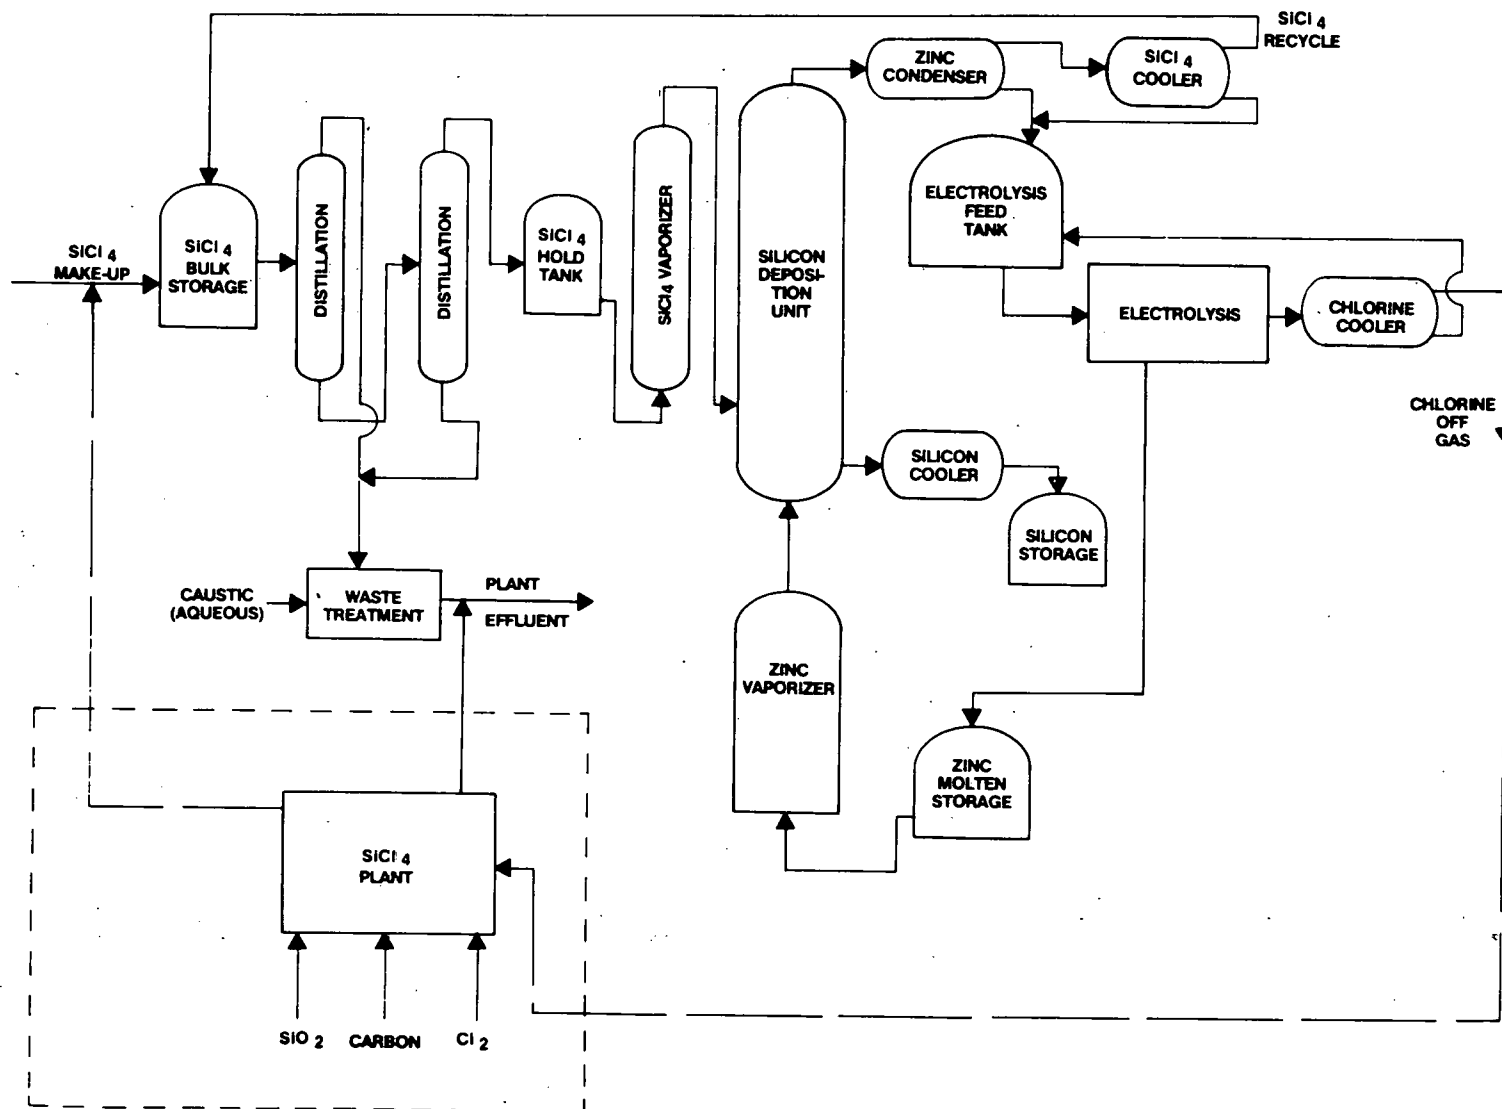 SiCl 4
RECYCLE
ZINC
CONDENSER
SiCl 4
COOLER
SiCl 4
MAKE-UP
SiCl 4
BULK
STORAGE
DISTILLATION
DISTILLATION
SiCl 4
HOLD
TANK
SiCl 4 VAPORIZER
SILICON
DEPOSI-
TION
UNIT
ELECTROLYSIS
FEED
TANK
ELECTROLYSIS
CHLORINE
COOLER
CHLORINE
OFF
GAS
SILICON
COOLER
SILICON
STORAGE
CAUSTIC
(AQUEOUS)
WASTE
TREATMENT
PLANT
EFFLUENT
ZINC
VAPORIZER
ZINC
MOLTEN
STORAGE
SiCl 4
PLANT
SiO 2
CARBON
Cl 2